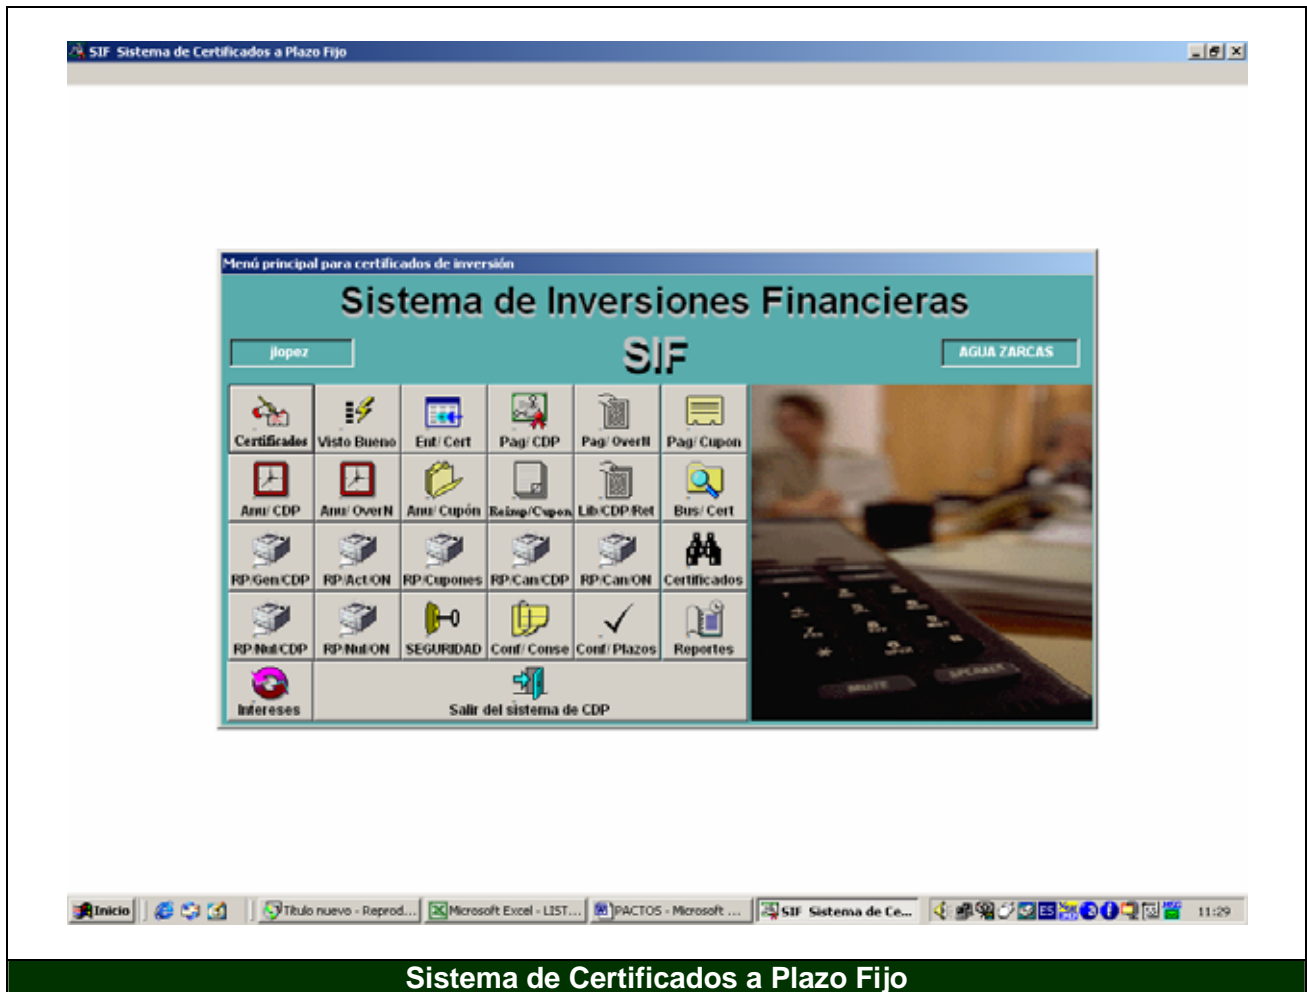 SIF Sistema de Certificados a Plazo Fijo
Menú principal para certificados de inversión
Sistema de Inversiones Financieras
jlopez
SIF
AGUA ZARCAS
Certificados
Visto Bueno
Ent/ Cert
Pag/ CDP
Pag/ OverN
Pag/ Cupon
Anu/ CDP
Anu/ OverN
Anu/ Cupón
Reimp/Cupon
Lib/CDP/Ret
Bus/ Cert
RP/Gen/CDP
RP/Act/ON
RP/Cupones
RP/Can/CDP
RP/Can/ON
Certificados
RP/Nul/CDP
RP/Nul/ON
SEGURIDAD
Conf/ Conse
Conf/ Plazos
Reportes
Intereses
Salir del sistema de CDP
MUTE
SPEAKER
Inicio
Título nuevo - Reprod...
Microsoft Excel - LIST...
PACTOS - Microsoft ...
SIF Sistema de Ce...
ES
11:29
Sistema de Certificados a Plazo Fijo